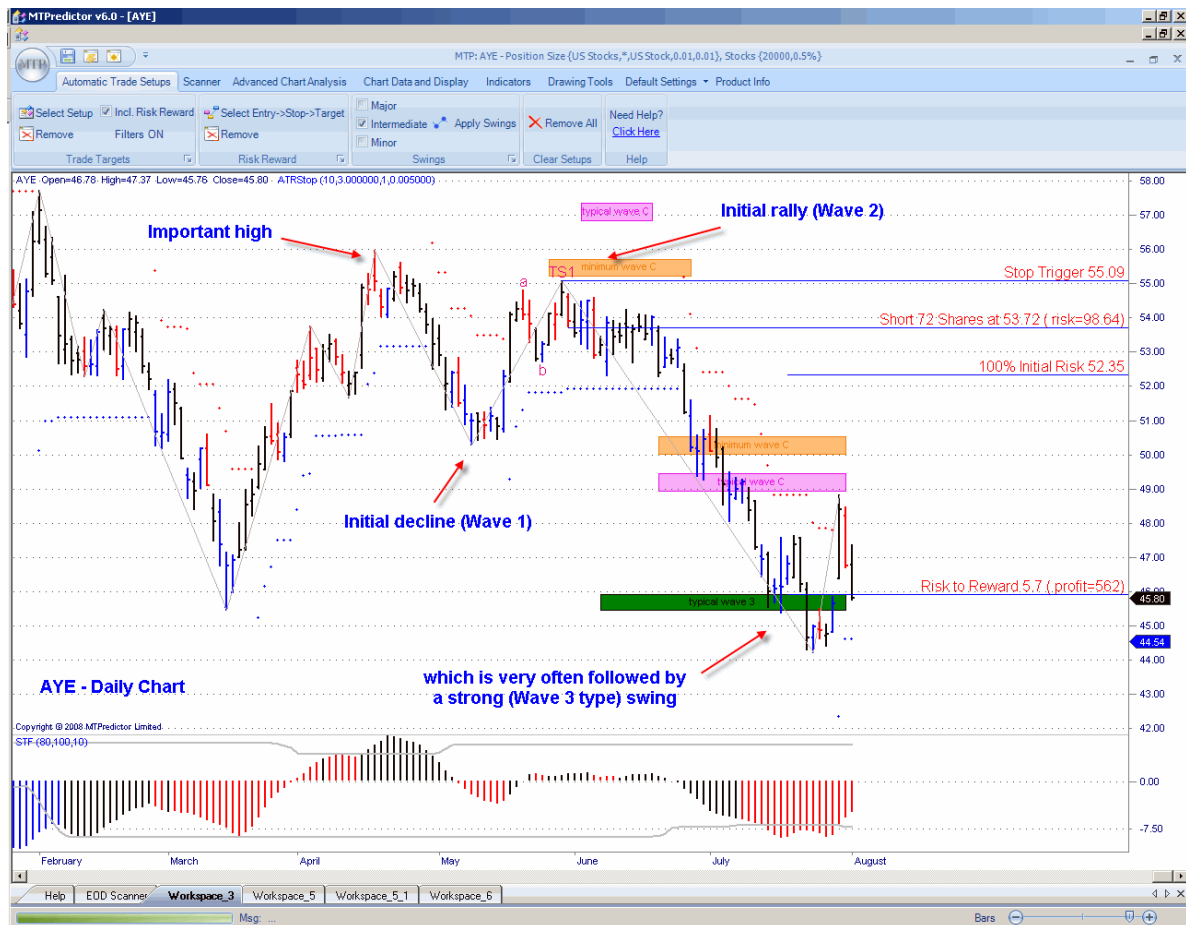 MTPredictor v6.0 - [AYE]
MTP: AYE - Position Size {US Stocks,*,US Stock,0.01,0.01}, Stocks {20000,0.5%}
MTP
Automatic Trade Setups Scanner Advanced Chart Analysis Chart Data and Display Indicators Drawing Tools Default Settings Product Info
Select Setup Incl. Risk Reward
Remove Filters ON
Trade Targets
Select Entry->Stop->Target
Remove
Risk Reward
Major
Intermediate Apply Swings
Minor
Swings
Remove All
Clear Setups
Need Help?
Click Here
Help
AYE Open=46.78 High=47.37 Low=45.76 Close=45.80 ATRStop (10,3.000000,1,0.005000)
58.00
typical wave C
57.00
Initial rally (Wave 2)
Important high
56.00
minimum wave C
TS1
Stop Trigger 55.09
a
55.00
Short 72 Shares at 53.72 ( risk=98.64)
54.00
53.00
b
100% Initial Risk 52.35
52.00
51.00
minimum wave C
50.00
typical wave C
49.00
Initial decline (Wave 1)
48.00
47.00
Risk to Reward 5.7 ( profit=562)
46.00
45.80
typical wave 3
45.00
44.54
44.00
which is very often followed by
a strong (Wave 3 type) swing
AYE - Daily Chart
43.00
42.00
Copyright © 2008 MTPredictor Limited
STF (80,100,10)
0.00
-7.50
February March April May June July August
Help EOD Scanner Workspace_3 Workspace_5 Workspace_5_1 Workspace_6
Msg: ... Bars